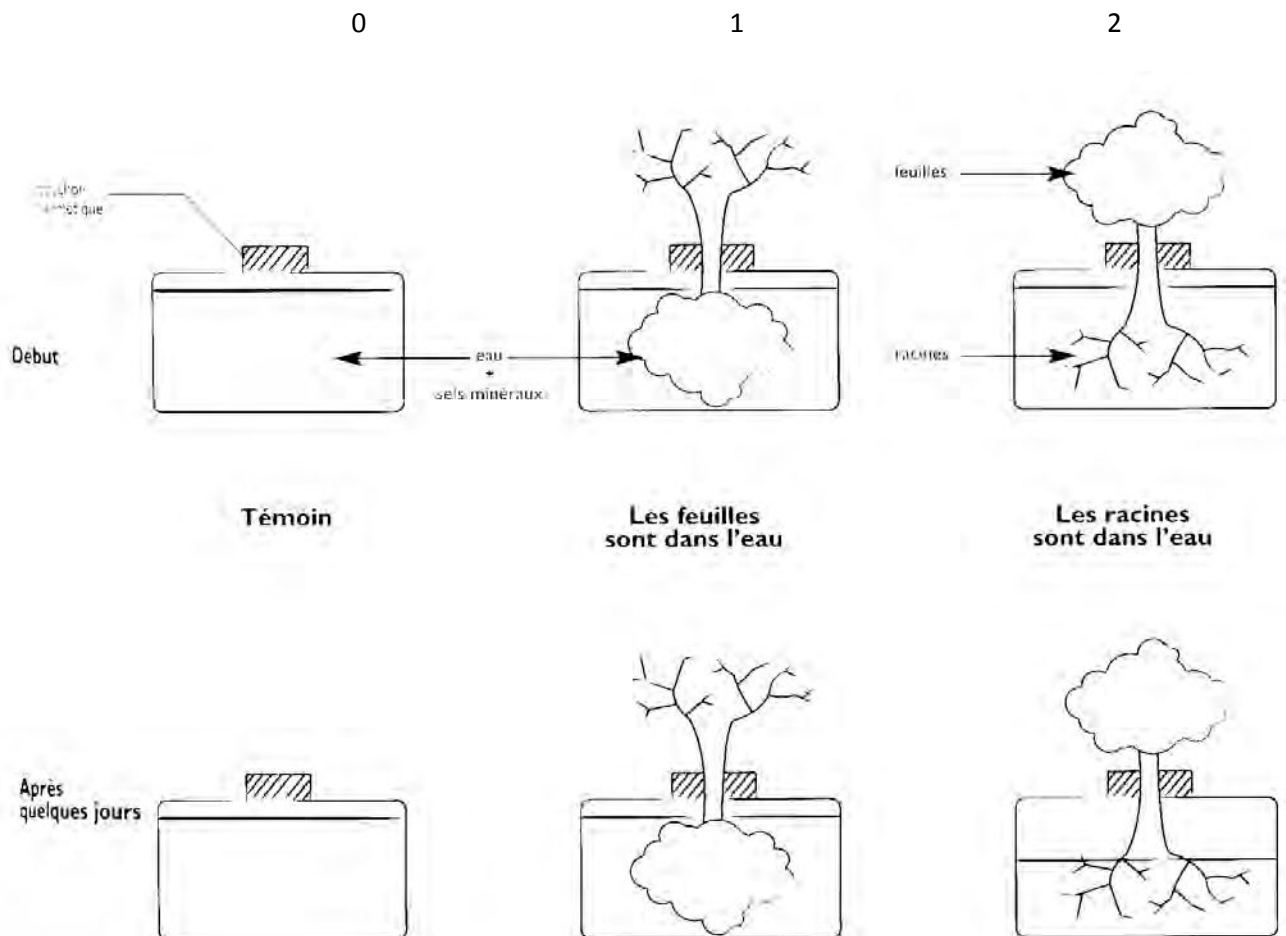 0
1
2
feuilles
Début
eau
+
sels minéraux
racines
Témoin
Les feuilles
sont dans l'eau
Les racines
sont dans l'eau
Après
quelques jours